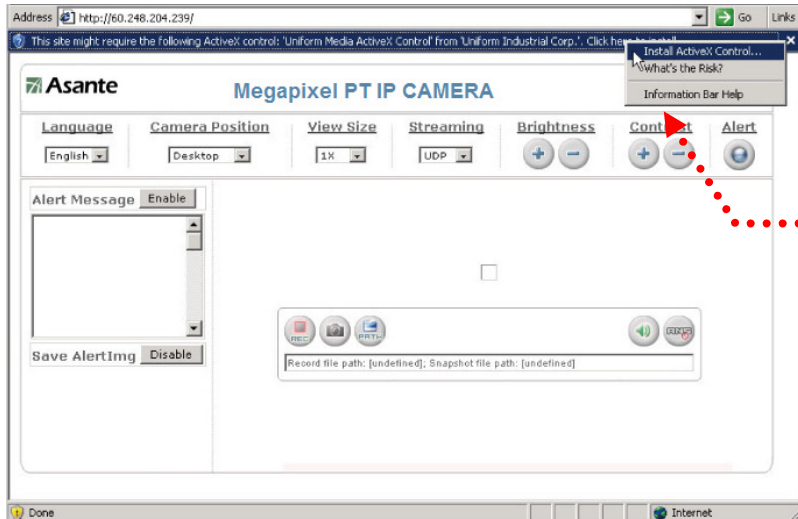 Address http://60.248.204.239/ Go Links
This site might require the following ActiveX control: 'Uniform Media ActiveX Control' from 'Uniform Industrial Corp.'. Click here to install
Install ActiveX Control...
What's the Risk?
Information Bar Help
Asante
Megapixel PT IP CAMERA
Language Camera Position View Size Streaming Brightness Contrast Alert
English Desktop 1X UDP
Alert Message Enable
REC PATH
Save AlertImg Disable
Record file path: [undefined]; Snapshot file path: [undefined]
Done Internet